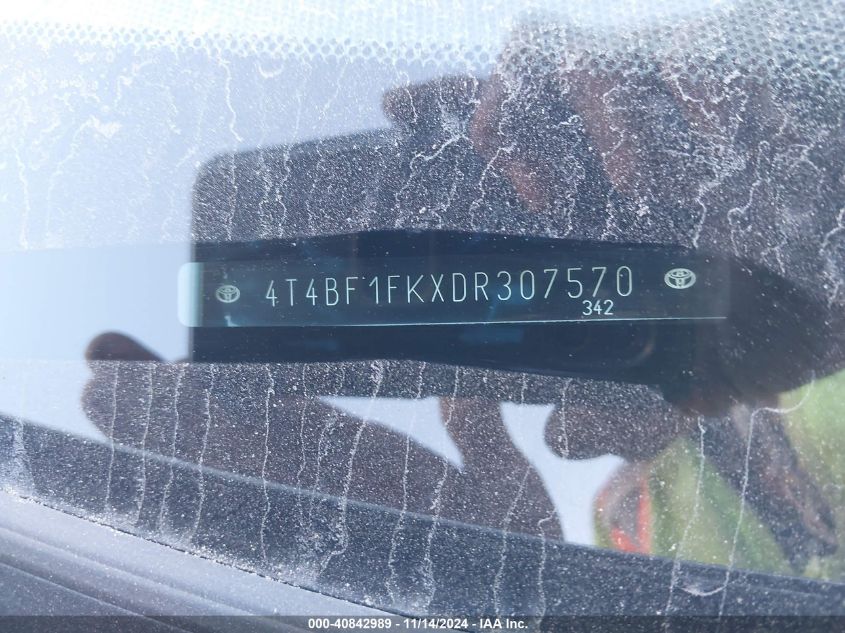 4T4BF1FKXDR307570
342
000-40842989 - 11/14/2024 - IAA Inc.